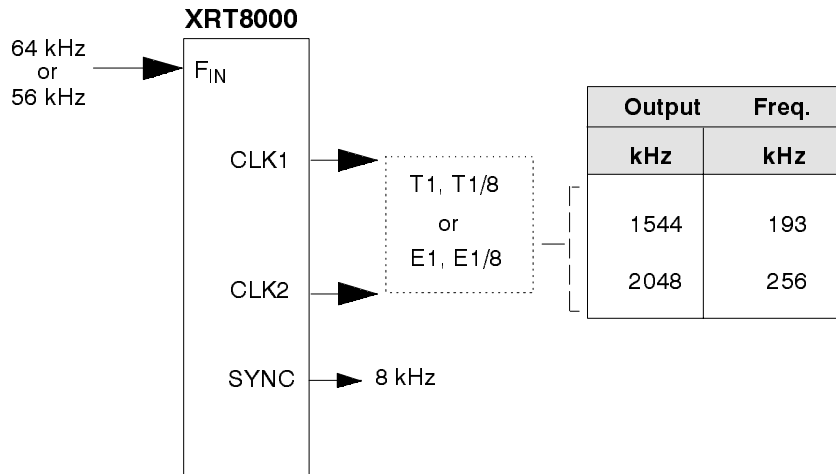 XRT8000
64 kHz
or
56 kHz
FIN
CLK1
CLK2
SYNC
8 kHz
T1, T1/8
or
E1, E1/8
Output Freq.
kHz kHz
1544 193
2048 256